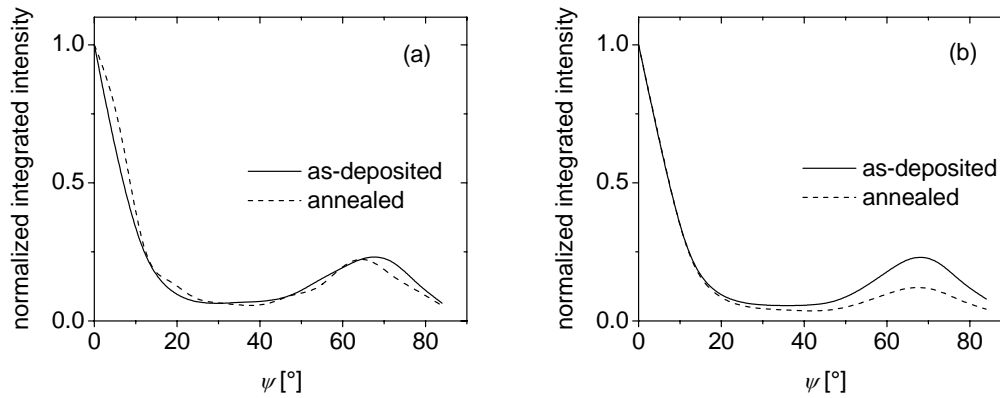 normalized integrated intensity
1.0
0.5
0.0
(a)
as-deposited
annealed
0
20
40
60
80
ψ [°]
normalized integrated intensity
1.0
0.5
0.0
(b)
as-deposited
annealed
0
20
40
60
80
ψ [°]